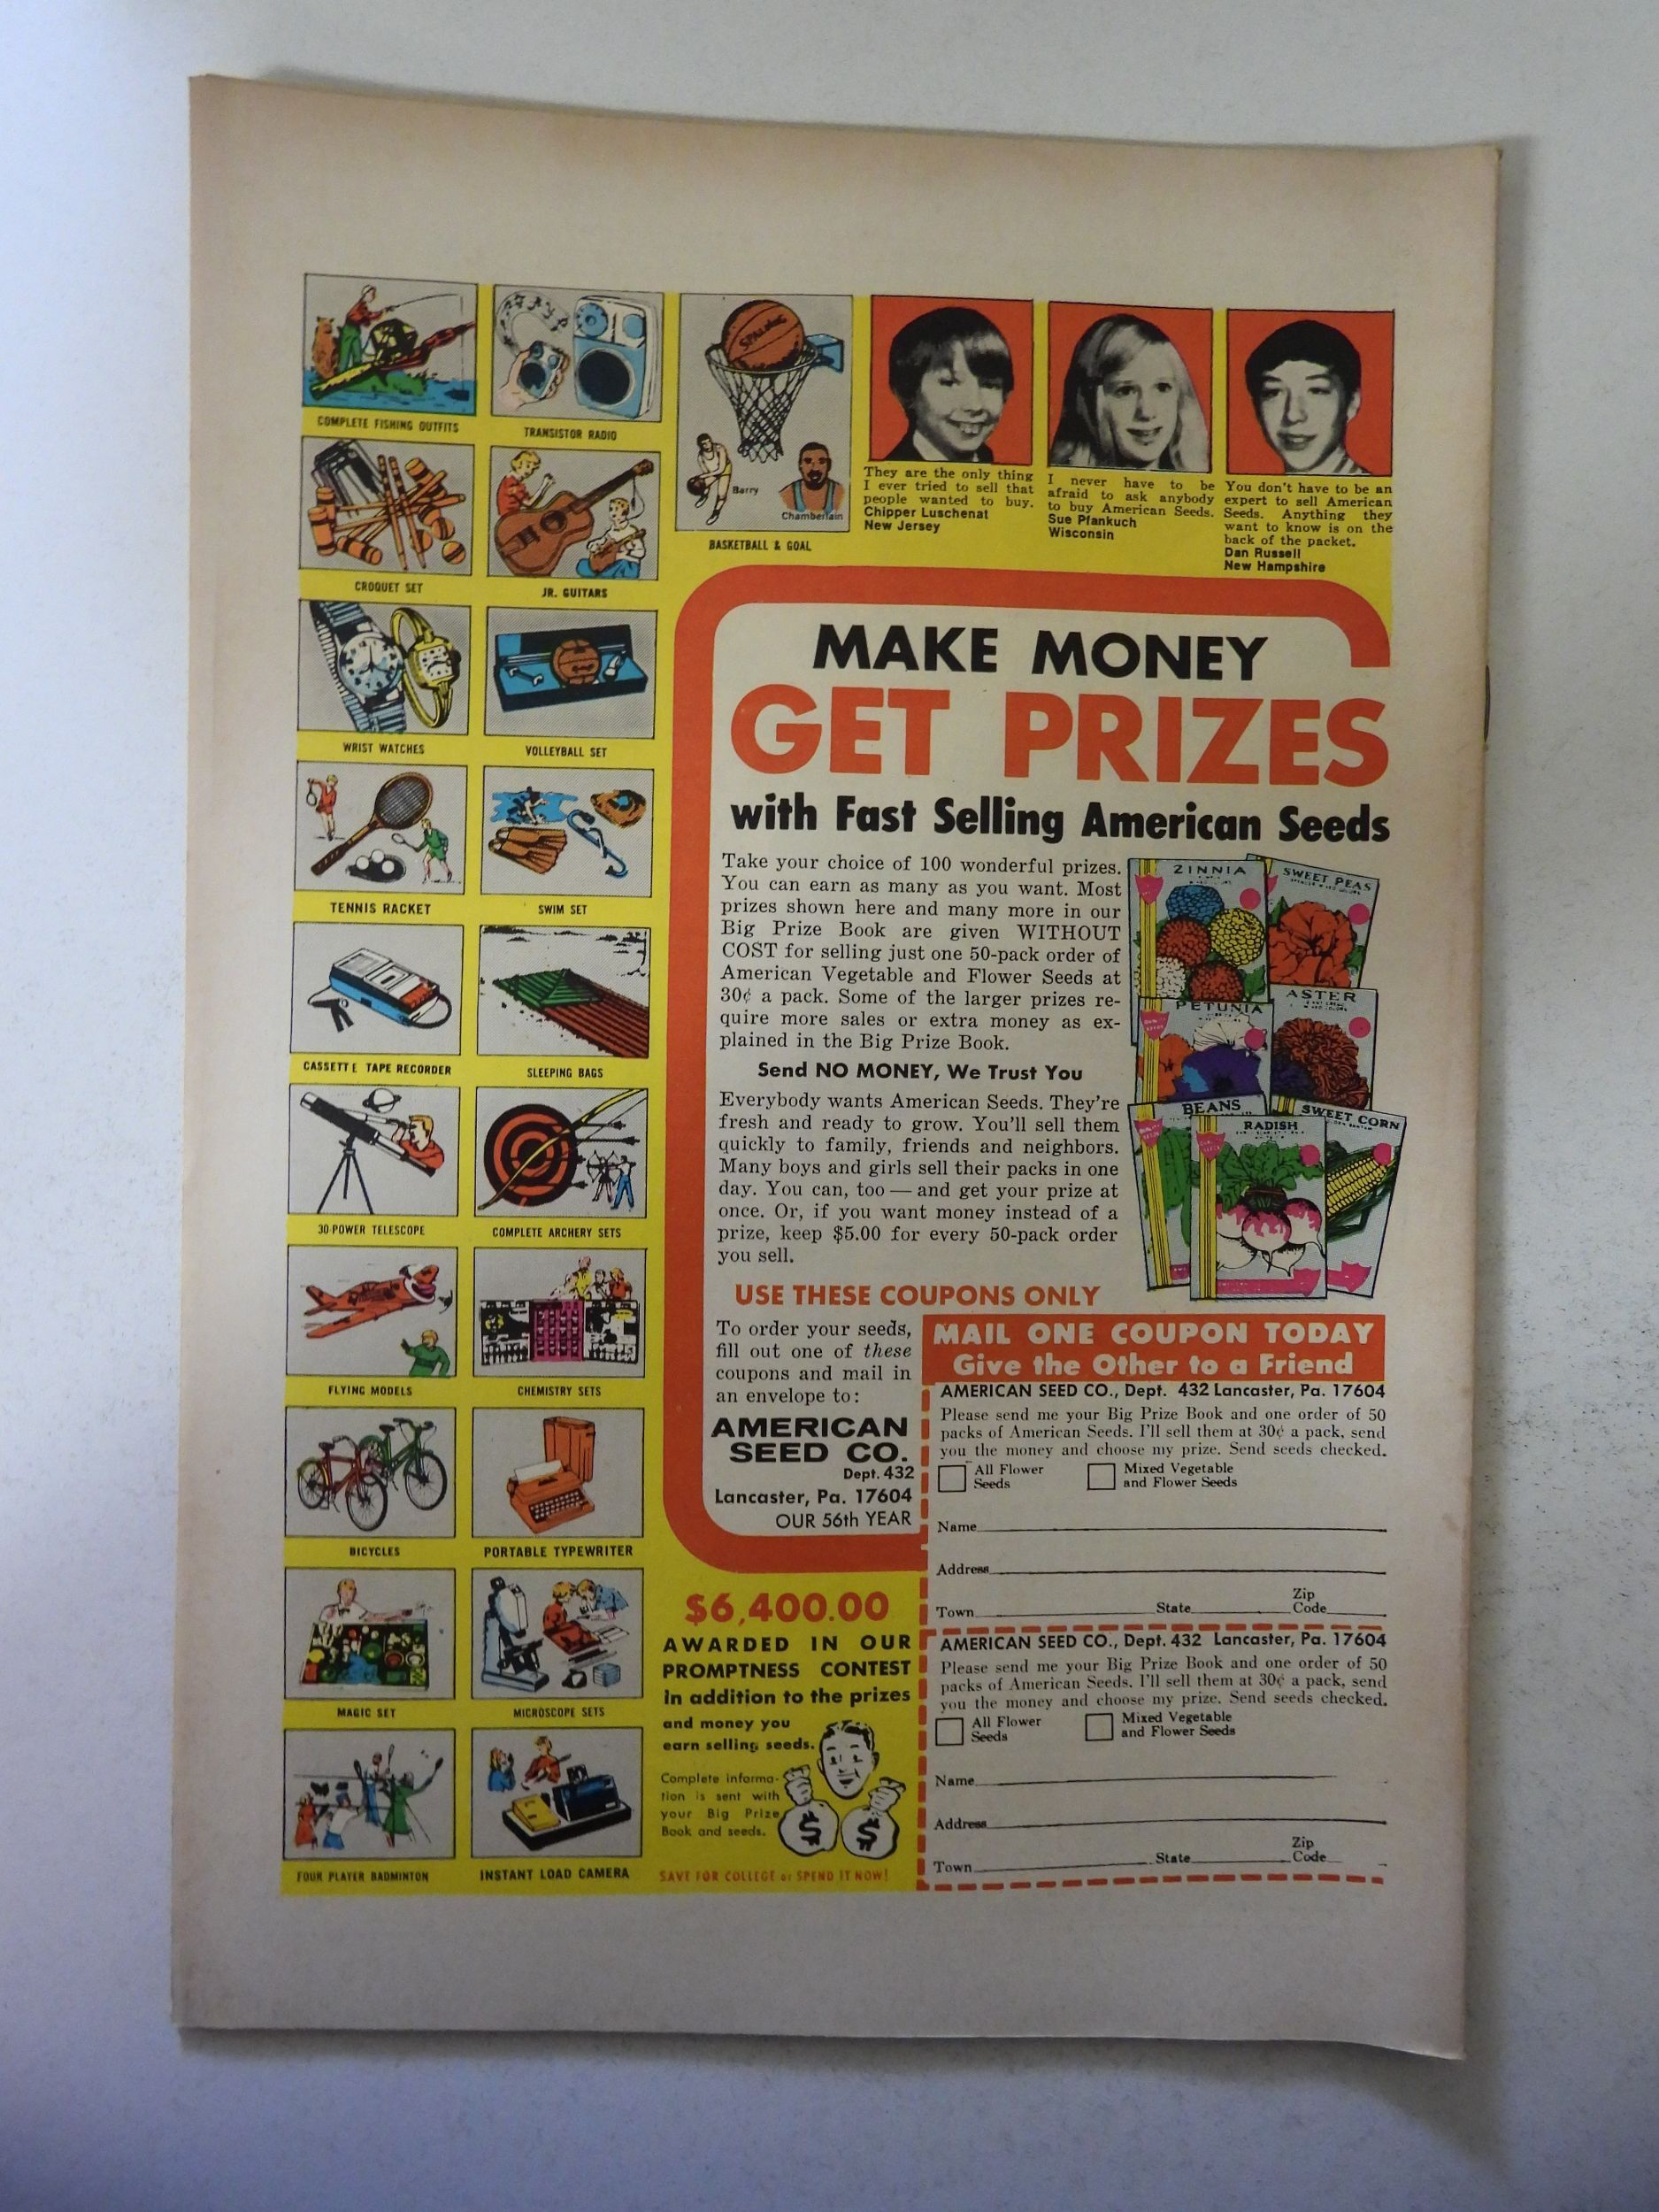 COMPLETE FISHING OUTFITS
TRANSISTOR RADIO
CROQUET SET
JR. GUITARS
WRIST WATCHES
VOLLEYBALL SET
TENNIS RACKET
SWIM SET
CASSETTE TAPE RECORDER
SLEEPING BAGS
30-POWER TELESCOPE
COMPLETE ARCHERY SETS
FLYING MODELS
CHEMISTRY SETS
BICYCLES
PORTABLE TYPEWRITER
MAGIC SET
MICROSCOPE SETS
FOUR PLAYER BADMINTON
INSTANT LOAD CAMERA
SPALDING
Barry
Chamberlain
BASKETBALL & GOAL
They are the only thing
I ever tried to sell that
people wanted to buy.
Chipper Luschenat
New Jersey
I never have to be
afraid to ask anybody
to buy American Seeds.
Sue Pfankuch
Wisconsin
You don't have to be an
expert to sell American
Seeds. Anything they
want to know is on the
back of the packet.
Dan Russell
New Hampshire
MAKE MONEY
GET PRIZES
with Fast Selling American Seeds
Take your choice of 100 wonderful prizes.
You can earn as many as you want. Most
prizes shown here and many more in our
Big Prize Book are given WITHOUT
COST for selling just one 50-pack order of
American Vegetable and Flower Seeds at
30¢ a pack. Some of the larger prizes re-
quire more sales or extra money as ex-
plained in the Big Prize Book.
Send NO MONEY, We Trust You
Everybody wants American Seeds. They're
fresh and ready to grow. You'll sell them
quickly to family, friends and neighbors.
Many boys and girls sell their packs in one
day. You can, too — and get your prize at
once. Or, if you want money instead of a
prize, keep $5.00 for every 50-pack order
you sell.
ZINNIA
SWEET PEAS
PETUNIA
ASTER
BEANS
RADISH
SWEET CORN
USE THESE COUPONS ONLY
To order your seeds,
fill out one of these
coupons and mail in
an envelope to:
AMERICAN
SEED CO.
Dept. 432
Lancaster, Pa. 17604
OUR 56th YEAR
MAIL ONE COUPON TODAY
Give the Other to a Friend
AMERICAN SEED CO., Dept. 432 Lancaster, Pa. 17604
Please send me your Big Prize Book and one order of 50
packs of American Seeds. I'll sell them at 30¢ a pack, send
you the money and choose my prize. Send seeds checked.
All Flower Seeds
Mixed Vegetable and Flower Seeds
Name
Address
Town State Zip Code
AMERICAN SEED CO., Dept. 432 Lancaster, Pa. 17604
Please send me your Big Prize Book and one order of 50
packs of American Seeds. I'll sell them at 30¢ a pack, send
you the money and choose my prize. Send seeds checked.
All Flower Seeds
Mixed Vegetable and Flower Seeds
Name
Address
Town State Zip Code
$6,400.00
AWARDED IN OUR
PROMPTNESS CONTEST
in addition to the prizes
and money you
earn selling seeds.
Complete informa-
tion is sent with
your Big Prize
Book and seeds.
$ $
SAVE FOR COLLEGE or SPEND IT NOW!